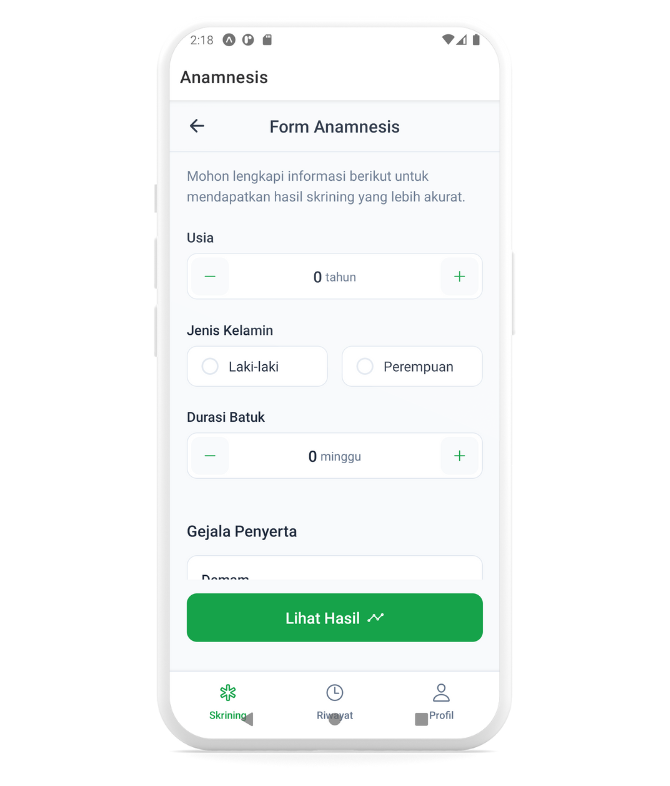 2:18
Anamnesis
Form Anamnesis
Mohon lengkapi informasi berikut untuk
mendapatkan hasil skrining yang lebih akurat.
Usia
0 tahun
Jenis Kelamin
Laki-laki
Perempuan
Durasi Batuk
0 minggu
Gejala Penyerta
Demam
Lihat Hasil
Skrining
Riwayat
Profil